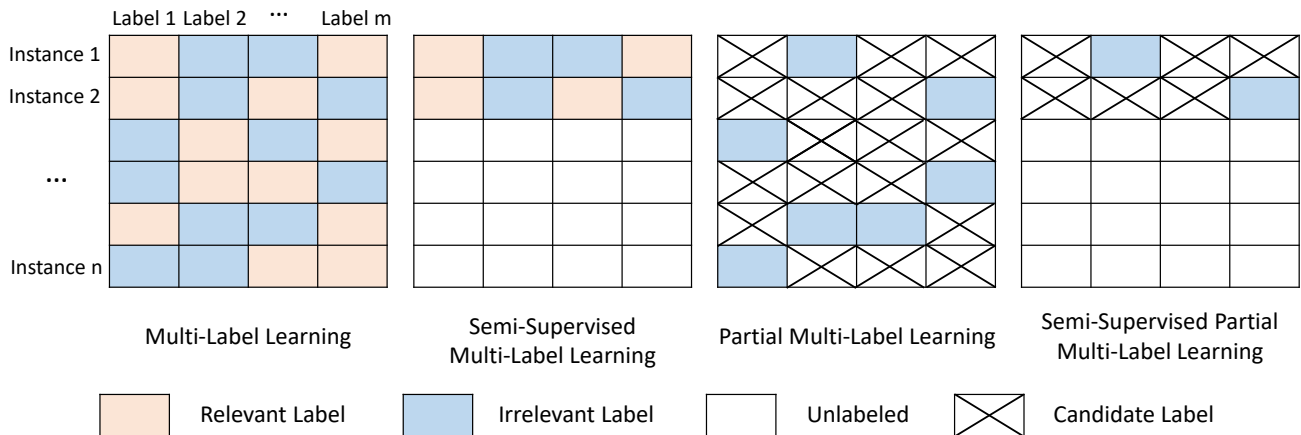 Label 1 Label 2 ... Label m
Instance 1
Instance 2
...
Instance n
Multi-Label Learning
Semi-Supervised
Multi-Label Learning
Partial Multi-Label Learning
Semi-Supervised Partial
Multi-Label Learning
Relevant Label
Irrelevant Label
Unlabeled
Candidate Label